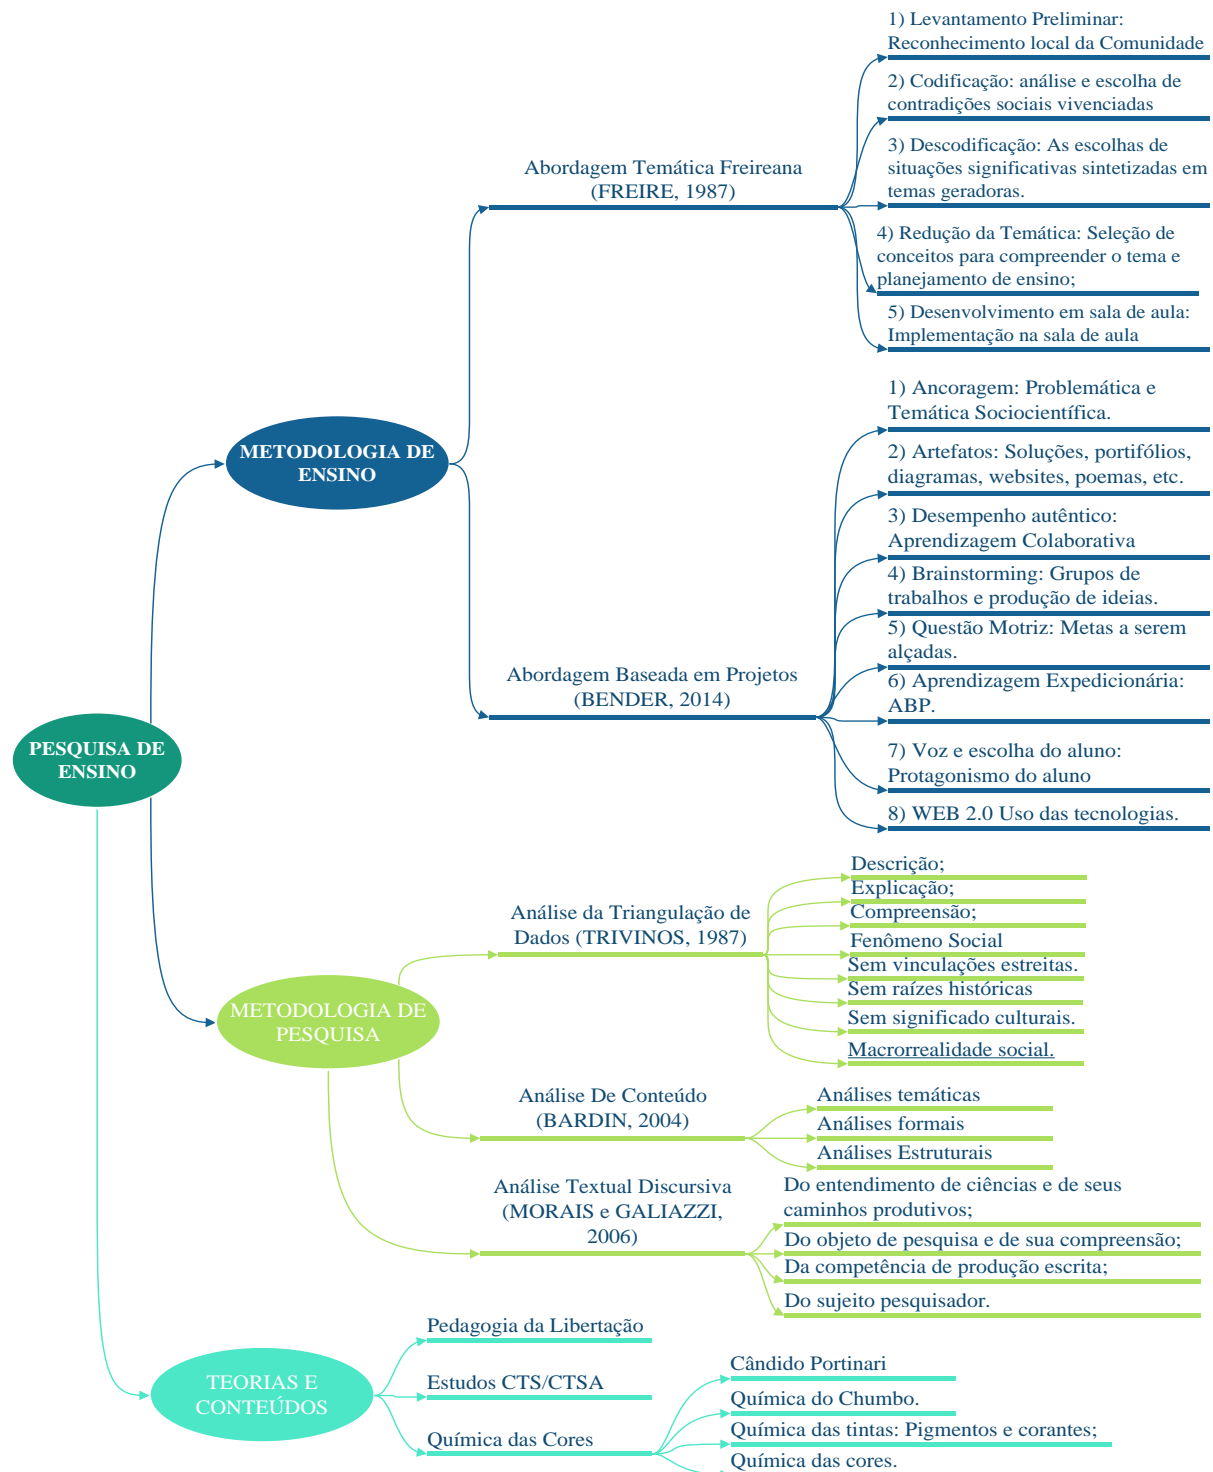 1) Levantamento Preliminar:
Reconhecimento local da Comunidade
2) Codificação: análise e escolha de
contradições sociais vivenciadas
3) Descodificação: As escolhas de
situações significativas sintetizadas em
temas geradoras.
Abordagem Temática Freireana
(FREIRE, 1987)
4) Redução da Temática: Seleção de
conceitos para compreender o tema e
planejamento de ensino;
5) Desenvolvimento em sala de aula:
Implementação na sala de aula
METODOLOGIA DE
ENSINO
1) Ancoragem: Problemática e
Temática Sociocientífica.
2) Artefatos: Soluções, portifólios,
diagramas, websites, poemas, etc.
3) Desempenho autêntico:
Aprendizagem Colaborativa
4) Brainstorming: Grupos de
trabalhos e produção de ideias.
5) Questão Motriz: Metas a serem
alçadas.
Abordagem Baseada em Projetos
(BENDER, 2014)
6) Aprendizagem Expedicionária:
ABP.
7) Voz e escolha do aluno:
Protagonismo do aluno
8) WEB 2.0 Uso das tecnologias.
PESQUISA DE
ENSINO
Descrição;
Explicação;
Compreensão;
Análise da Triangulação de
Dados (TRIVINOS, 1987)
Fenômeno Social
Sem vinculações estreitas.
Sem raízes históricas
Sem significado culturais.
Macrorrealidade social.
METODOLOGIA DE
PESQUISA
Análise De Conteúdo
(BARDIN, 2004)
Análises temáticas
Análises formais
Análises Estruturais
Análise Textual Discursiva
(MORAIS e GALIAZZI,
2006)
Do entendimento de ciências e de seus
caminhos produtivos;
Do objeto de pesquisa e de sua compreensão;
Da competência de produção escrita;
Do sujeito pesquisador.
TEORIAS E
CONTEÚDOS
Pedagogia da Libertação
Estudos CTS/CTSA
Química das Cores
Cândido Portinari
Química do Chumbo.
Química das tintas: Pigmentos e corantes;
Química das cores.